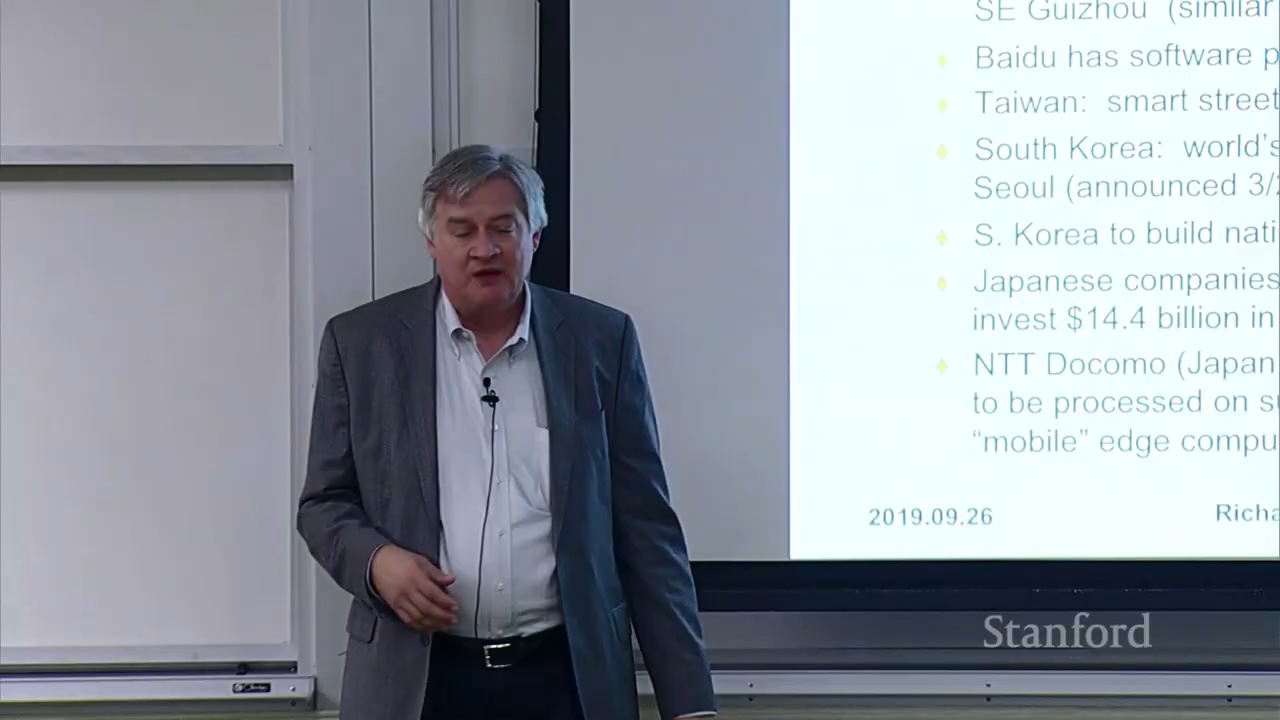 SE Guizhou (similar
Baidu has software p
Taiwan: smart street
South Korea: world's
Seoul (announced 3/2
S. Korea to build nati
Japanese companies
invest $14.4 billion in
NTT Docomo (Japan
to be processed on s
“mobile” edge compu
2019.09.26
Richa
Stanford